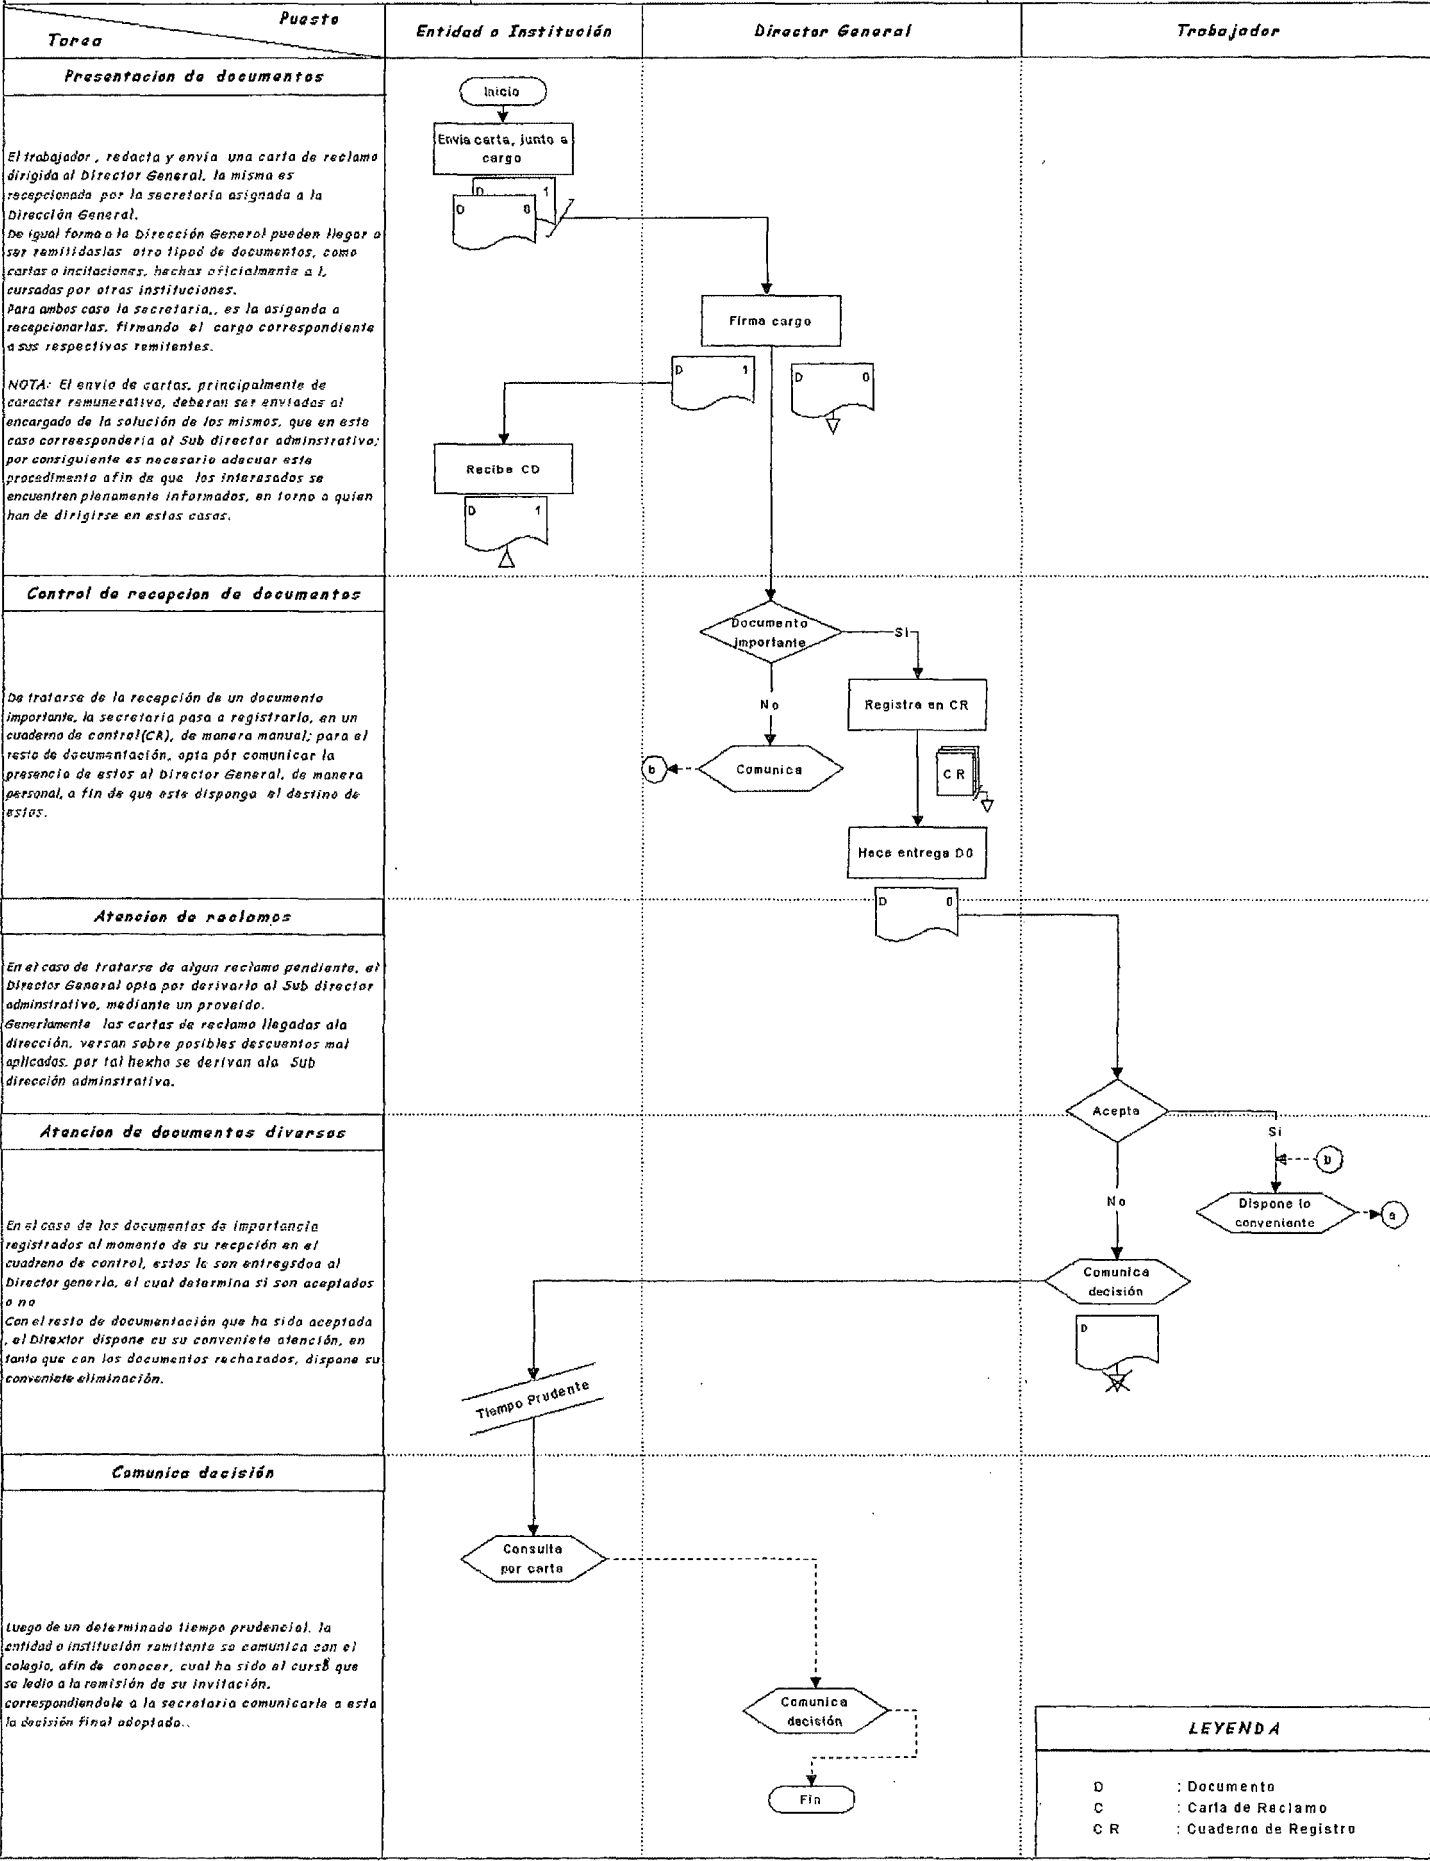 Puesto
Tarea
Entidad o Institución
Director General
Trabajador
Presentacion de documentos
El trabajador , redacta y envia una carta de reclamo
dirigida al Director General, la misma es
recepcionada por la secretaria asignada a la
Dirección General.
De igual forma a la Dirección General pueden llegar a
ser remitidaslas otro tipod de documentos, como
cartas o incitaciones, hechas oficialmente a l,
cursadas por otras instituciones.
Para ambos caso la secretaria,, es la asiganda a
recepcionarlas, firmando el cargo correspondiente
a sus respectivos remitentes.
NOTA: El envio de cartas, principalmente de
caracter remunerativo, deberan ser enviadas al
encargado de la solución de los mismos, que en este
caso correesponderia al Sub director adminstrativo;
por consiguiente es necesario adecuar este
procedimento afin de que los interesados se
encuentren plenamente informados, en torno a quien
han de dirigirse en estos casos.
Inicio
Envia carta, junto a
cargo
D 1
D 0
Firma cargo
D 1
D 0
Recibe CD
D 1
Control de recepcion de documentos
De tratarse de la recepción de un documento
importante, la secretaria pasa a registrarlo, en un
cuaderno de control(CR), de manera manual; para el
resto de documentación, opta pór comunicar la
presencia de estos al Director General, de manera
personal, a fin de que este disponga el destino de
estos.
Documento
importante
Si
No
Registra en CR
b
Comunica
C R
Hace entrega D0
D 0
Atencion de reclamos
En el caso de tratarse de algun reclamo pendiente, el
Director General opta por derivarlo al Sub director
adminstrativo, mediante un proveido.
Generlamente las cartas de reclamo llegadas ala
dirección, versan sobre posibles descuentos mal
aplicados, por tal hexho se derivan ala Sub
dirección adminstrativa.
Acepta
Si
No
b
Dispone lo
conveniente
a
Atencion de documentos diversos
En el caso de los documentos de importancia
registrados al momento de su recpción en el
cuadreno de control, estos le son entregsdoa al
Director generla, el cual determina si son aceptados
o no
Con el resto de documentación que ha sido aceptada
, el Dirextor dispone cu su conveniete atención, en
tanto que con los documentos rechazados, dispone su
conveniete eliminación.
Comunica
decisión
D
Tiempo Prudente
Comunica decisión
Luego de un determinado tiempo prudencial, la
entidad o institución remitente se comunica con el
colegio, afin de conocer, cual ha sido el curso que
se ledio a la remisión de su invitación,
correspondiendole a la secretaria comunicarle a esta
la decisión final adoptada..
Consulta
por carta
Comunica
decisión
Fin
LEYENDA
D : Documento
C : Carta de Reclamo
C R : Cuaderno de Registro